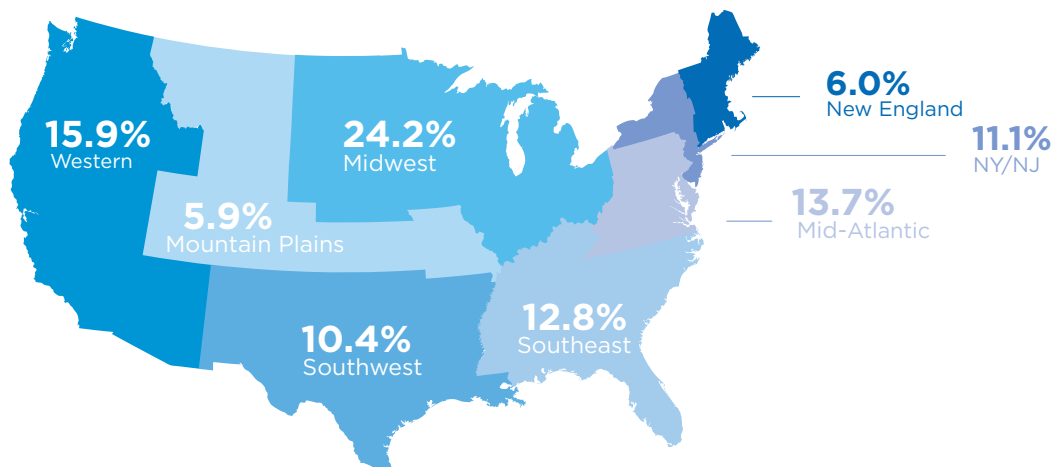 6.0%
New England
15.9%
Western
24.2%
Midwest
11.1%
NY/NJ
5.9%
Mountain Plains
13.7%
Mid-Atlantic
10.4%
Southwest
12.8%
Southeast